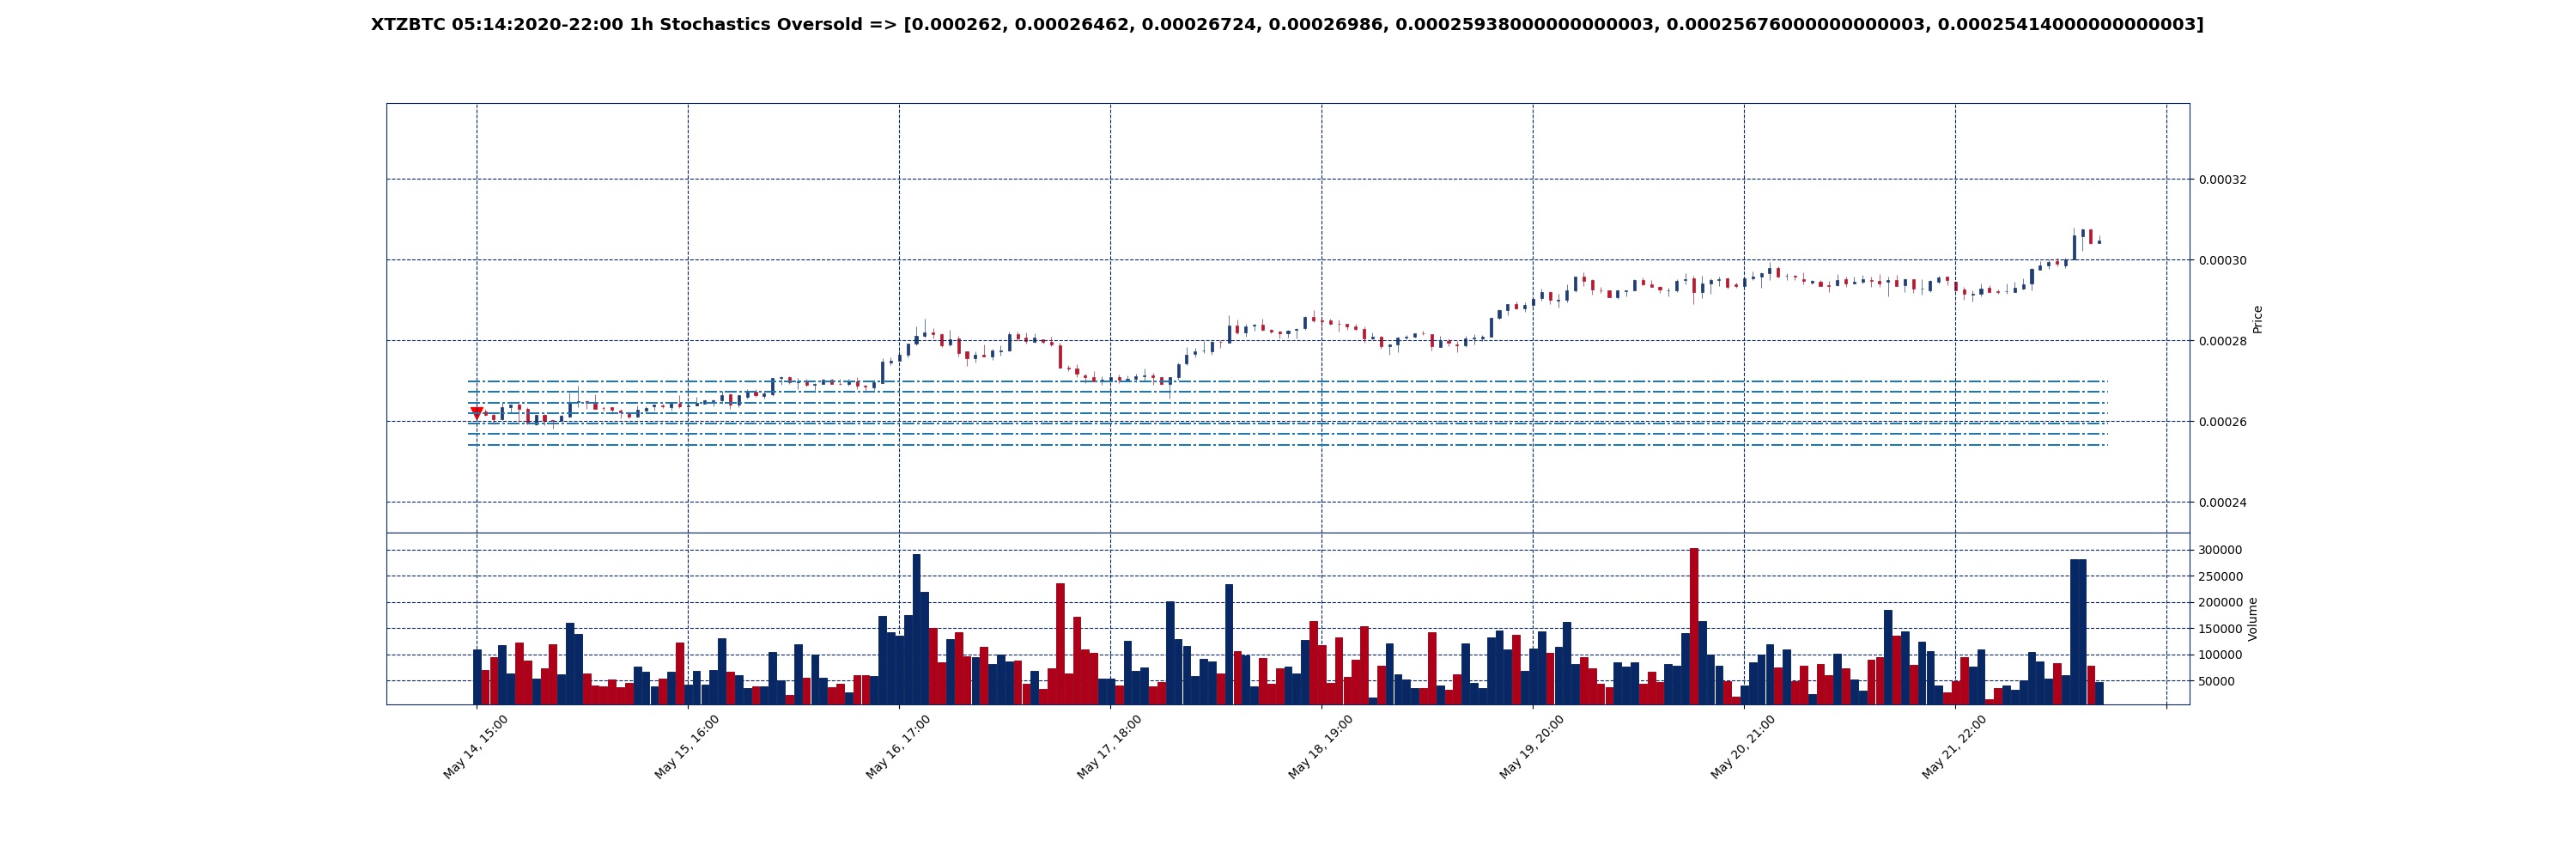 XTZBTC 05:14:2020-22:00 1h Stochastics Oversold => [0.000262, 0.00026462, 0.00026724, 0.00026986, 0.00025938000000000003, 0.00025676000000000003, 0.00025414000000000003]
0.00032
0.00030
0.00028
0.00026
0.00024
Price
300000
250000
200000
150000
100000
50000
Volume
May 14, 15:00
May 15, 16:00
May 16, 17:00
May 17, 18:00
May 18, 19:00
May 19, 20:00
May 20, 21:00
May 21, 22:00